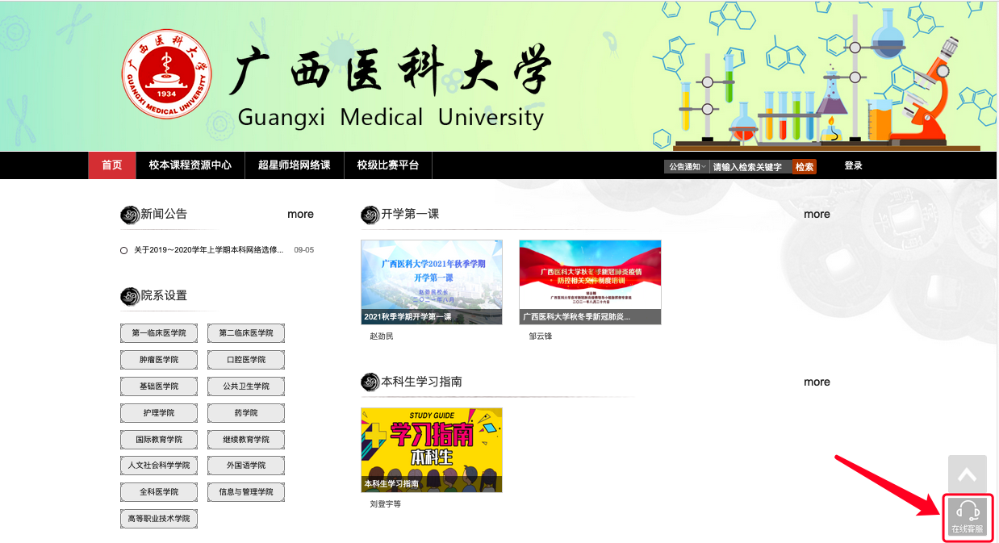 广西医科大学
GUANGXI MEDICAL UNIVERSITY
1934
广西医科大学
Guangxi Medical University
首页 校本课程资源中心 超星师培网络课 校级比赛平台 公告通知 请输入检索关键字 检索 登录
新闻公告 more
关于2019～2020学年上学期本科网络选修... 09-05
院系设置
第一临床医学院 第二临床医学院
肿瘤医学院 口腔医学院
基础医学院 公共卫生学院
护理学院 药学院
国际教育学院 继续教育学院
人文社会科学学院 外国语学院
全科医学院 信息与管理学院
高等职业技术学院
开学第一课 more
广西医科大学2021年秋季学期
开学第一课
赵劲民校长
二〇二一年八月
2021秋季学期开学第一课
赵劲民
广西医科大学秋冬季新冠肺炎疫情
防控相关文件制度培训
邹云锋
二〇二一年八月二十六日
广西医科大学秋冬季新冠肺炎...
邹云锋
本科生学习指南 more
STUDY GUIDE
学习指南
本科生
本科生学习指南
刘登宇等
在线客服